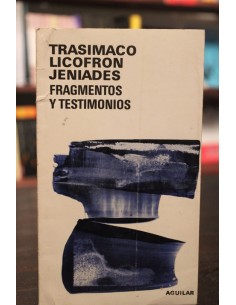 TRASIMACO
LICOFRON
JENIADES
FRAGMENTOS
Y TESTIMONIOS
AGUILAR